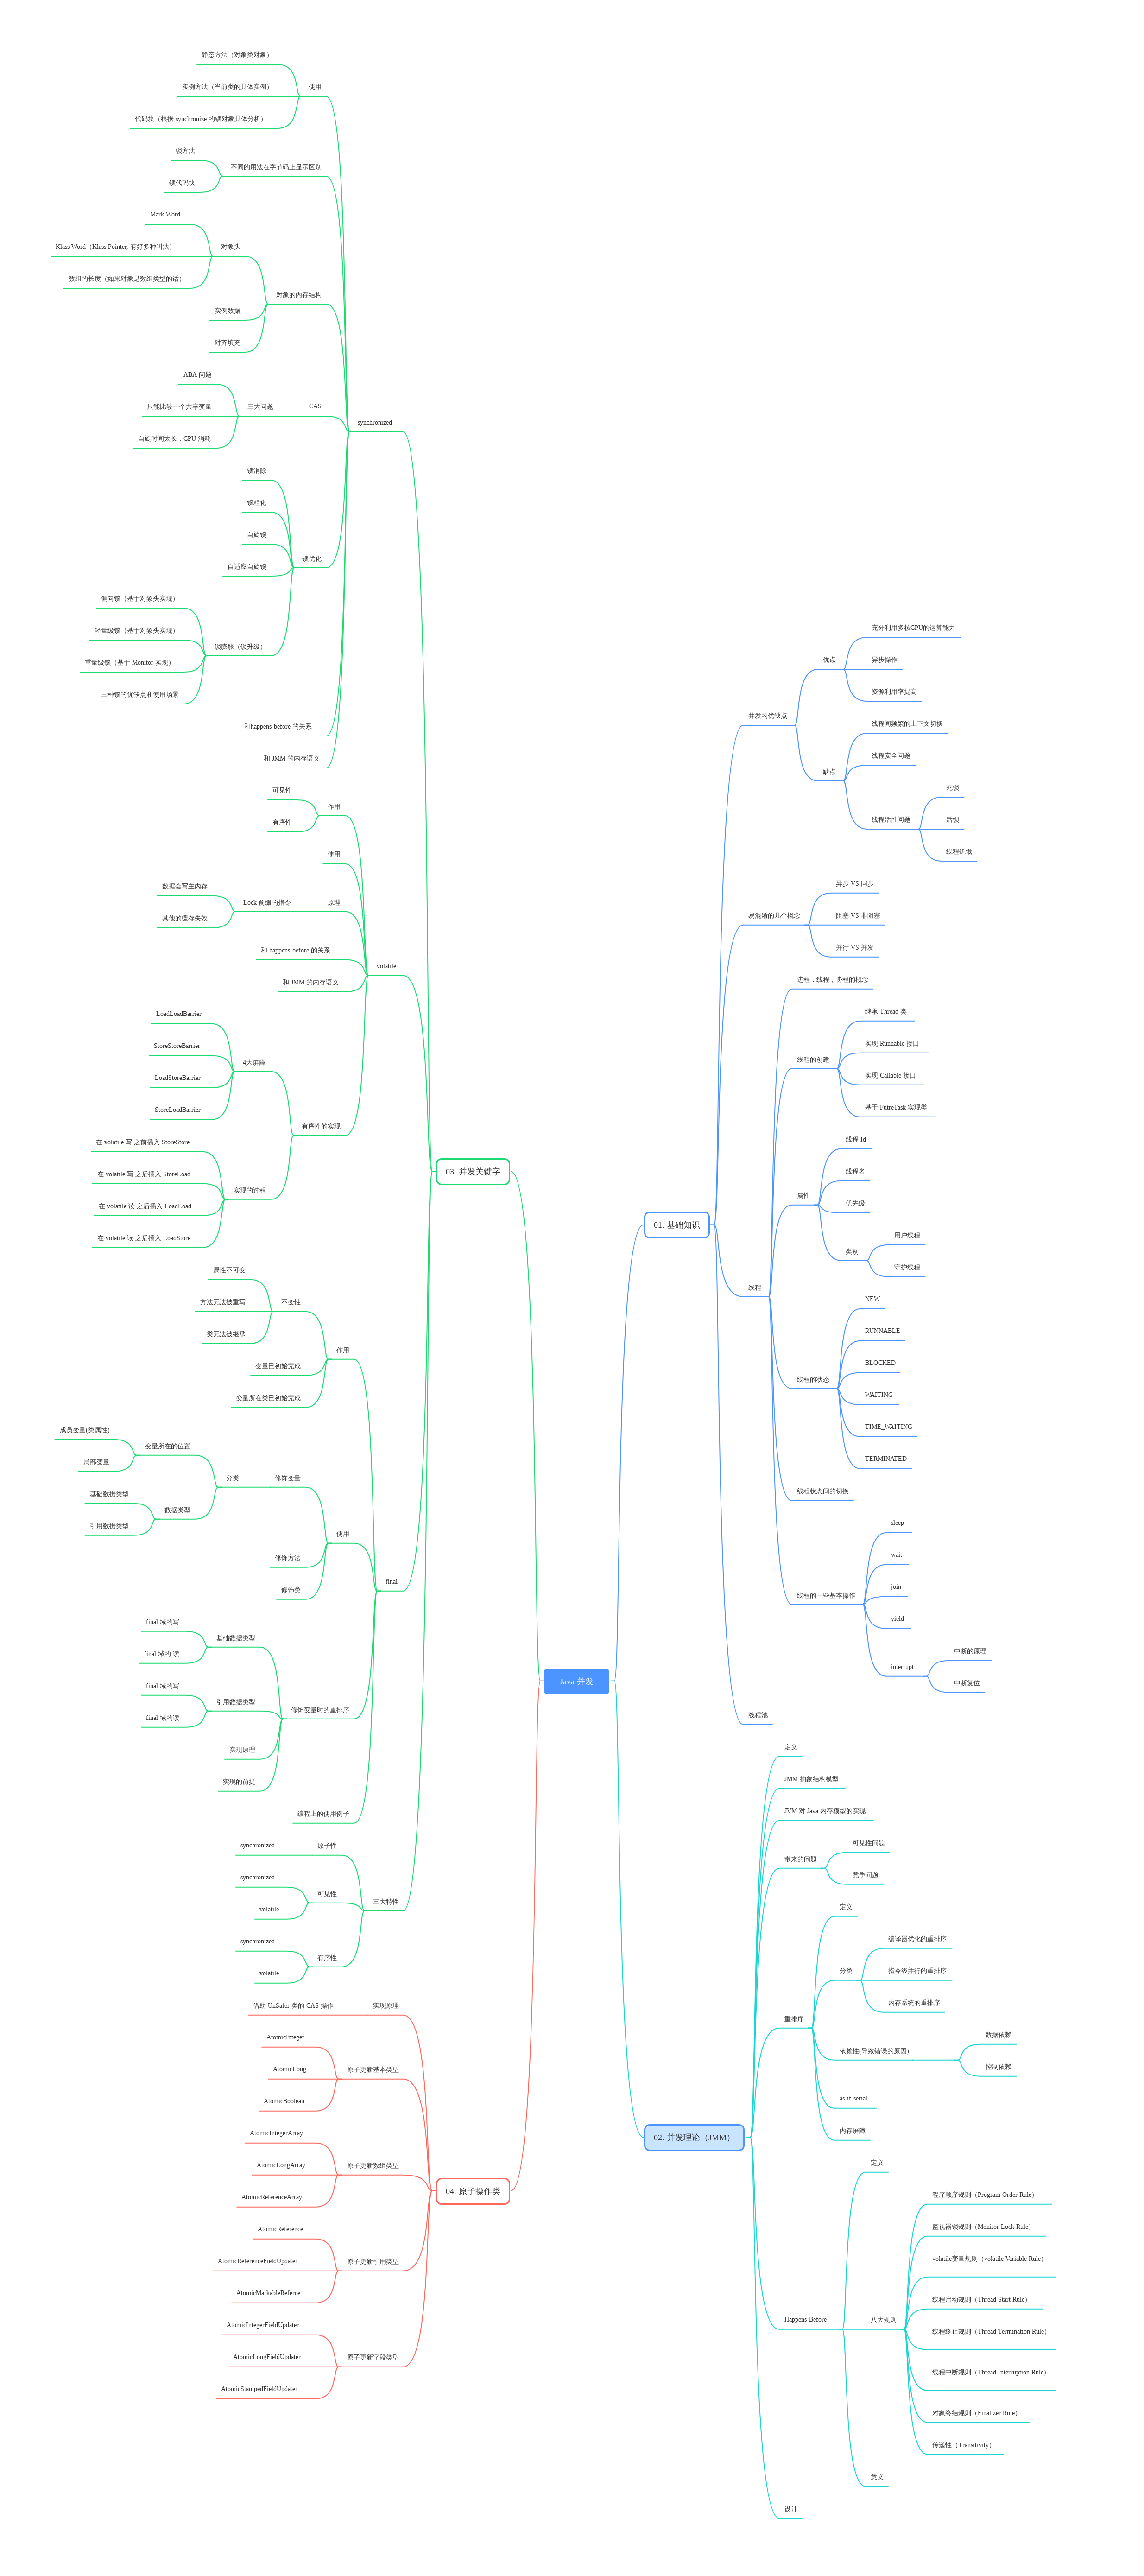 Java 并发
01. 基础知识
并发的优缺点
优点
充分利用多核CPU的运算能力
异步操作
资源利用率提高
缺点
线程间频繁的上下文切换
线程安全问题
线程活性问题
死锁
活锁
线程饥饿
易混淆的几个概念
异步 VS 同步
阻塞 VS 非阻塞
并行 VS 并发
线程
进程，线程，协程的概念
线程的创建
继承 Thread 类
实现 Runnable 接口
实现 Callable 接口
基于 FutreTask 实现类
属性
线程 Id
线程名
优先级
类别
用户线程
守护线程
线程的状态
NEW
RUNNABLE
BLOCKED
WAITING
TIME_WAITING
TERMINATED
线程状态间的切换
线程的一些基本操作
sleep
wait
join
yield
interrupt
中断的原理
中断复位
线程池
02. 并发理论（JMM）
定义
JMM 抽象结构模型
JVM 对 Java 内存模型的实现
带来的问题
可见性问题
竞争问题
重排序
定义
分类
编译器优化的重排序
指令级并行的重排序
内存系统的重排序
依赖性(导致错误的原因)
数据依赖
控制依赖
as-if-serial
内存屏障
Happens-Before
定义
八大规则
程序顺序规则（Program Order Rule）
监视器锁规则（Monitor Lock Rule）
volatile变量规则（volatile Variable Rule）
线程启动规则（Thread Start Rule）
线程终止规则（Thread Termination Rule）
线程中断规则（Thread Interruption Rule）
对象终结规则（Finalizer Rule）
传递性（Transitivity）
意义
设计
03. 并发关键字
synchronized
使用
静态方法（对象类对象）
实例方法（当前类的具体实例）
代码块（根据 synchronize 的锁对象具体分析）
不同的用法在字节码上显示区别
锁方法
锁代码块
对象的内存结构
对象头
Mark Word
Klass Word（Klass Pointer, 有好多种叫法）
数组的长度（如果对象是数组类型的话）
实例数据
对齐填充
CAS
三大问题
ABA 问题
只能比较一个共享变量
自旋时间太长，CPU 消耗
锁优化
锁消除
锁粗化
自旋锁
自适应自旋锁
锁膨胀（锁升级）
偏向锁（基于对象头实现）
轻量级锁（基于对象头实现）
重量级锁（基于 Monitor 实现）
三种锁的优缺点和使用场景
和happens-before 的关系
和 JMM 的内存语义
volatile
作用
可见性
有序性
使用
原理
Lock 前缀的指令
数据会写主内存
其他的缓存失效
和 happens-before 的关系
和 JMM 的内存语义
有序性的实现
4大屏障
LoadLoadBarrier
StoreStoreBarrier
LoadStoreBarrier
StoreLoadBarrier
实现的过程
在 volatile 写 之前插入 StoreStore
在 volatile 写 之后插入 StoreLoad
在 volatile 读 之后插入 LoadLoad
在 volatile 读 之后插入 LoadStore
final
作用
不变性
属性不可变
方法无法被重写
类无法被继承
变量已初始完成
变量所在类已初始完成
使用
修饰变量
分类
变量所在的位置
成员变量(类属性)
局部变量
数据类型
基础数据类型
引用数据类型
修饰方法
修饰类
修饰变量时的重排序
基础数据类型
final 域的写
final 域的 读
引用数据类型
final 域的写
final 域的读
实现原理
实现的前提
编程上的使用例子
三大特性
原子性
synchronized
可见性
synchronized
volatile
有序性
synchronized
volatile
04. 原子操作类
实现原理
借助 UnSafer 类的 CAS 操作
原子更新基本类型
AtomicInteger
AtomicLong
AtomicBoolean
原子更新数组类型
AtomicIntegerArray
AtomicLongArray
AtomicReferenceArray
原子更新引用类型
AtomicReference
AtomicReferenceFieldUpdater
AtomicMarkableReferce
原子更新字段类型
AtomicIntegerFieldUpdater
AtomicLongFieldUpdater
AtomicStampedFieldUpdater